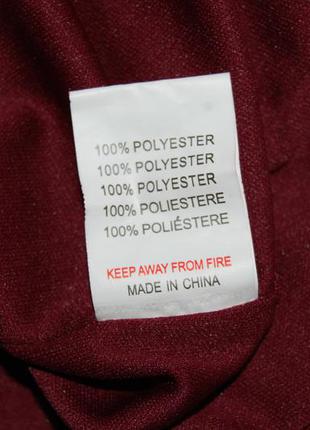 100% POLYESTER
100% POLYESTER
100% POLYESTER
100% POLIESTERE
100% POLIÉSTERE
KEEP AWAY FROM FIRE
MADE IN CHINA